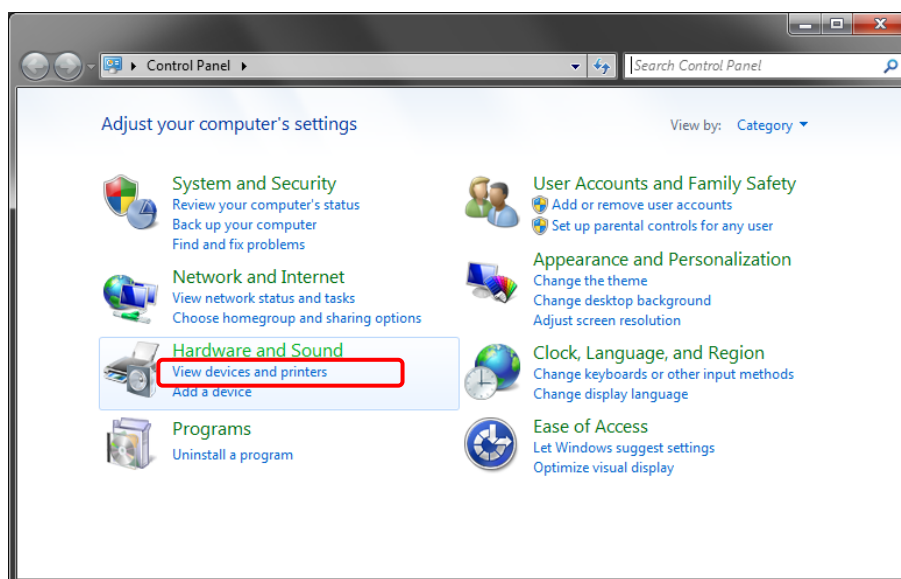 Control Panel
Search Control Panel
Adjust your computer's settings
View by: Category
System and Security
Review your computer's status
Back up your computer
Find and fix problems
Network and Internet
View network status and tasks
Choose homegroup and sharing options
Hardware and Sound
View devices and printers
Add a device
Programs
Uninstall a program
User Accounts and Family Safety
Add or remove user accounts
Set up parental controls for any user
Appearance and Personalization
Change the theme
Change desktop background
Adjust screen resolution
Clock, Language, and Region
Change keyboards or other input methods
Change display language
Ease of Access
Let Windows suggest settings
Optimize visual display